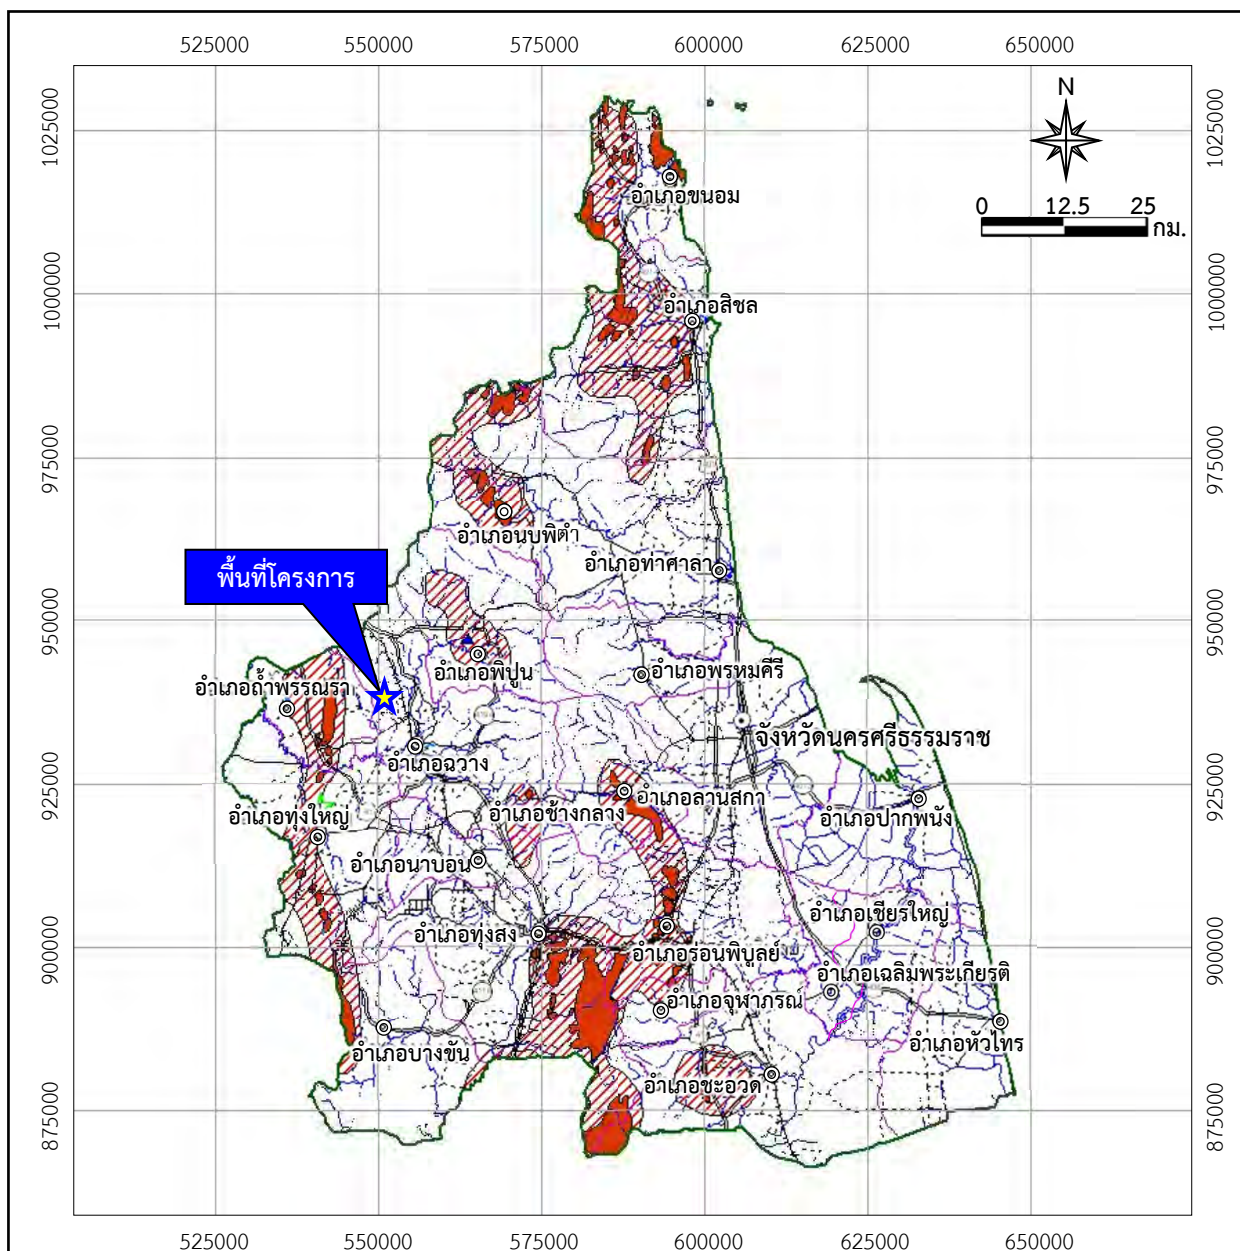 525000 550000 575000 600000 625000 650000
N
0 12.5 25
กม.
1025000 1025000
อำเภอขนอม
1000000 1000000
อำเภอสิชล
975000 975000
อำเภอนบพิตำ
อำเภอท่าศาลา
พื้นที่โครงการ
950000 950000
อำเภอพิปูน
อำเภอพรหมคีรี
อำเภอถ้ำพรรณรา
จังหวัดนครศรีธรรมราช
อำเภอฉวาง
925000 925000
อำเภอลานสกา
อำเภอทุ่งใหญ่
อำเภอช้างกลาง
อำเภอปากพนัง
อำเภอนาบอน
อำเภอเชียรใหญ่
อำเภอทุ่งสง
900000 900000
อำเภอรอนพิบูลย์
อำเภอเฉลิมพระเกียรติ
อำเภอจุฬาภรณ
อำเภอหัวไทร
อำเภอบางขัน
อำเภอชะอวด
875000 875000
525000 550000 575000 600000 625000 650000